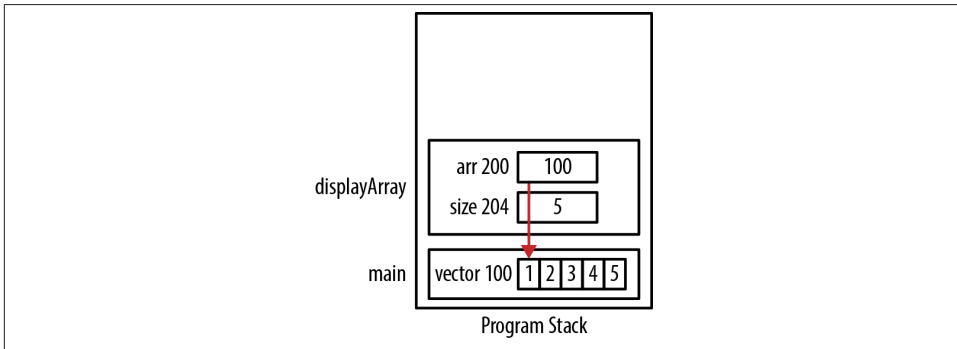 arr 200 100
displayArray
size 204 5
main vector 100 1 2 3 4 5
Program Stack